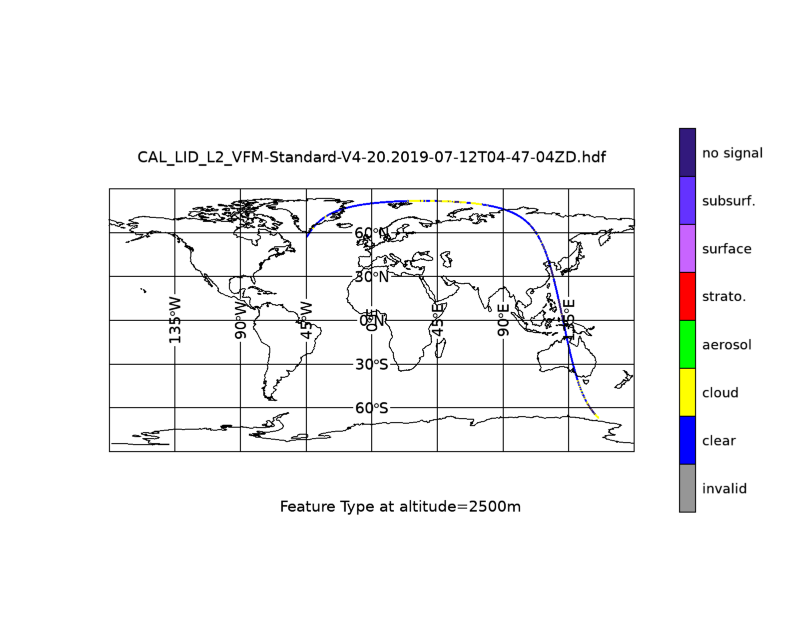 CAL_LID_L2_VFM-Standard-V4-20.2019-07-12T04-47-04ZD.hdf
no signal
subsurf.
surface
strato.
aerosol
cloud
clear
invalid
60°N
30°N
0°N
30°S
60°S
135°W
90°W
45°W
0°E
45°E
90°E
135°E
Feature Type at altitude=2500m